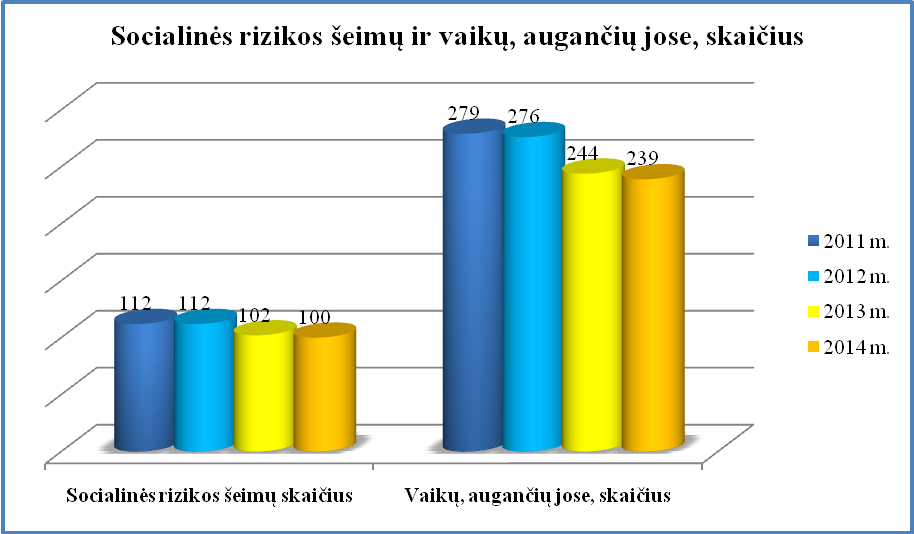 Socialinės rizikos šeimų ir vaikų, augančių jose, skaičius
279
276
244
239
112
112
102
100
2011 m.
2012 m.
2013 m.
2014 m.
Socialinės rizikos šeimų skaičius
Vaikų, augančių jose, skaičius